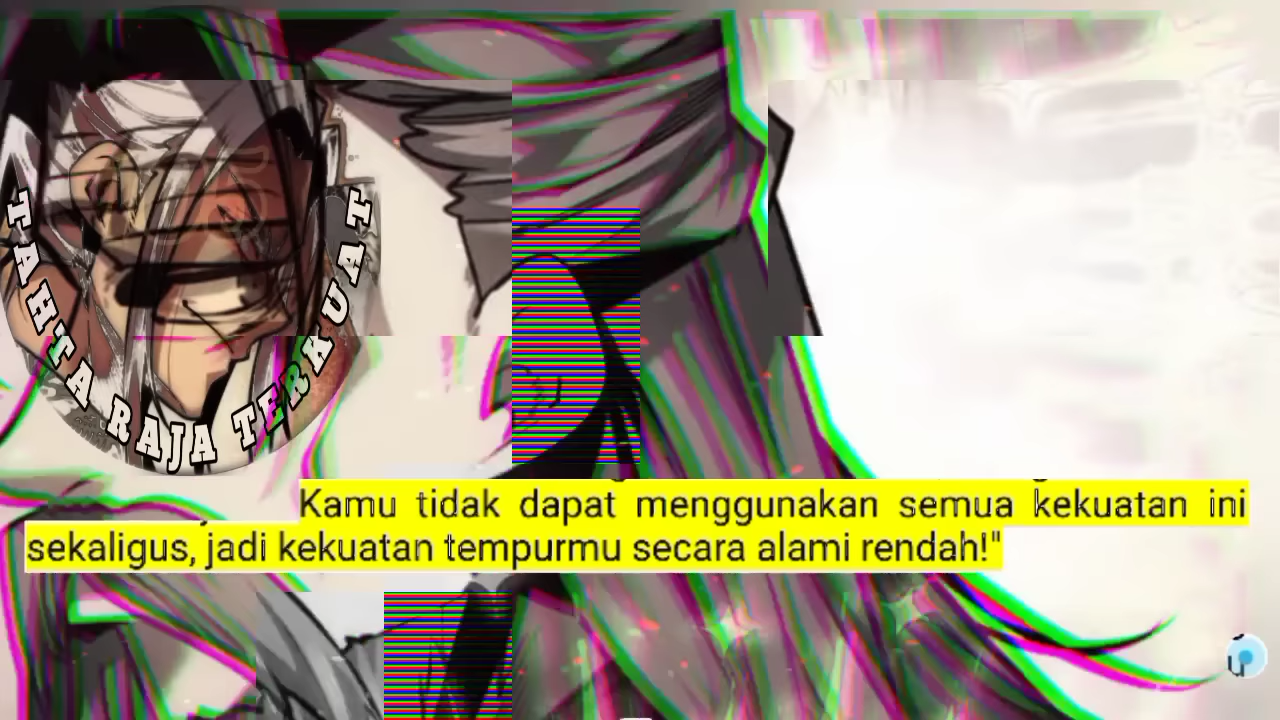 TAHTA RAJA TERKUAT
Kamu tidak dapat menggunakan semua kekuatan ini
sekaligus, jadi kekuatan tempurmu secara alami rendah!"